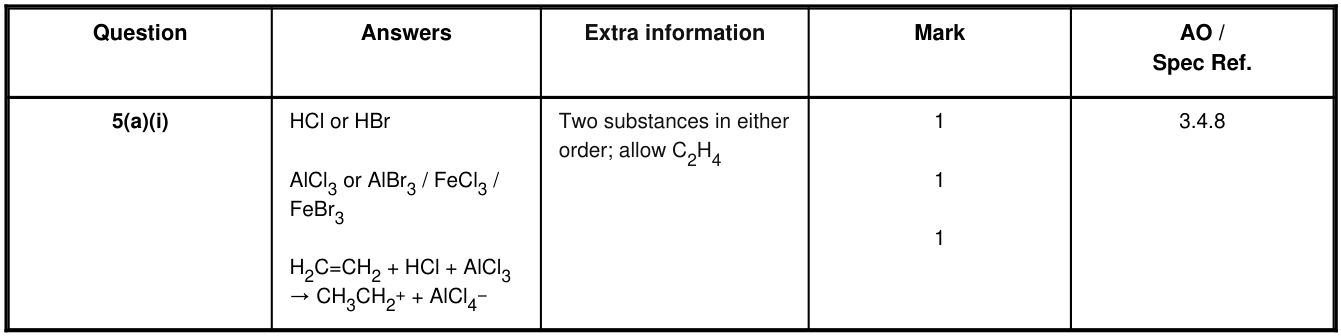 Question Answers Extra information Mark AO /
Spec Ref.
5(a)(i) HCl or HBr Two substances in either 1 3.4.8
order; allow C₂H₄
AlCl₃ or AlBr₃ / FeCl₃ / 1
FeBr₃
1
H₂C=CH₂ + HCl + AlCl₃
→ CH₃CH₂⁺ + AlCl₄⁻